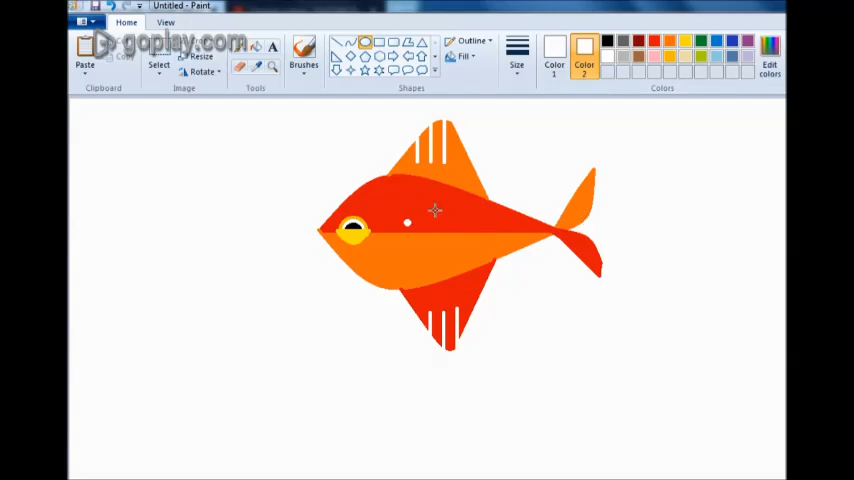 Untitled - Paint
Home View
goplay.com
Paste
Copy
Select
Resize
Rotate
Brushes
Outline
Fill
Size
Color 1
Color 2
Edit colors
Clipboard Image Tools Shapes Colors